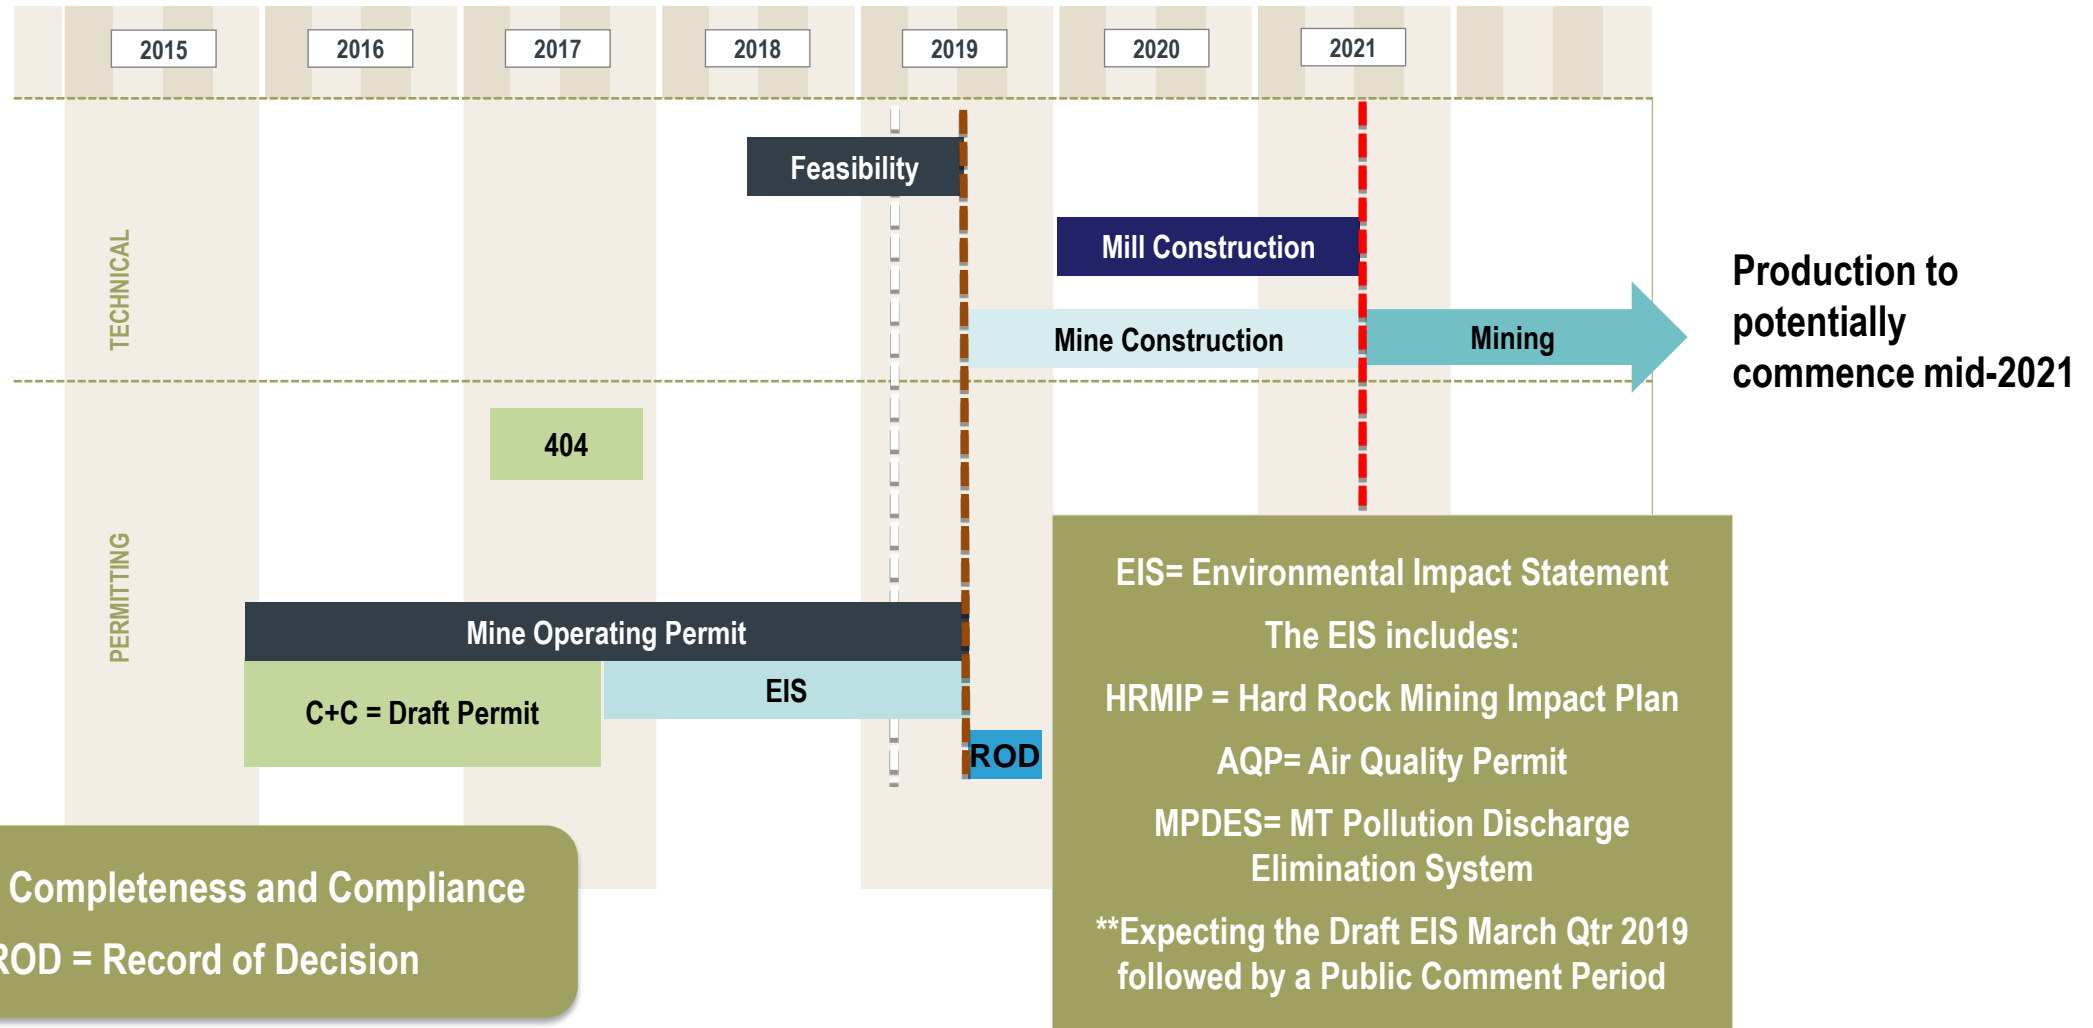 2015
2016
2017
2018
2019
2020
2021
TECHNICAL
Feasibility
Mill Construction
Mine Construction
Mining
Production to
potentially
commence mid-2021
PERMITTING
404
Mine Operating Permit
C+C = Draft Permit
EIS
ROD
EIS= Environmental Impact Statement
The EIS includes:
HRMIP = Hard Rock Mining Impact Plan
AQP= Air Quality Permit
MPDES= MT Pollution Discharge
Elimination System
**Expecting the Draft EIS March Qtr 2019
followed by a Public Comment Period
Completeness and Compliance
ROD = Record of Decision